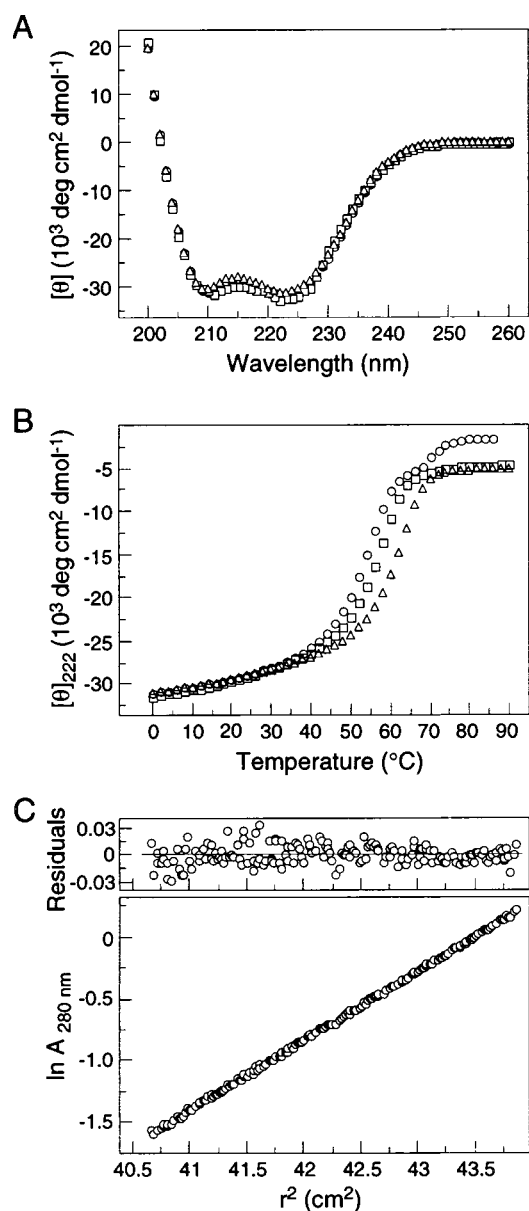 A
[θ] (10³ deg cm² dmol⁻¹)
20
10
0
-10
-20
-30
200 210 220 230 240 250 260
Wavelength (nm)
B
[θ]₂₂₂ (10³ deg cm² dmol⁻¹)
-5
-10
-15
-20
-25
-30
0 10 20 30 40 50 60 70 80 90
Temperature (°C)
C
Residuals
0.03
0
-0.03
ln A 280 nm
0
-0.5
-1.0
-1.5
40.5 41 41.5 42 42.5 43 43.5
r² (cm²)